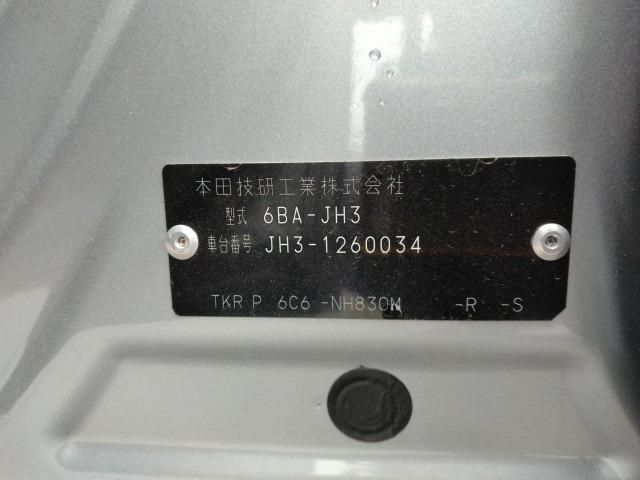 本田技研工業株式会社
型式 6BA-JH3
車台番号 JH3-1260034
TKR P 6C6 -NH830M -R -S